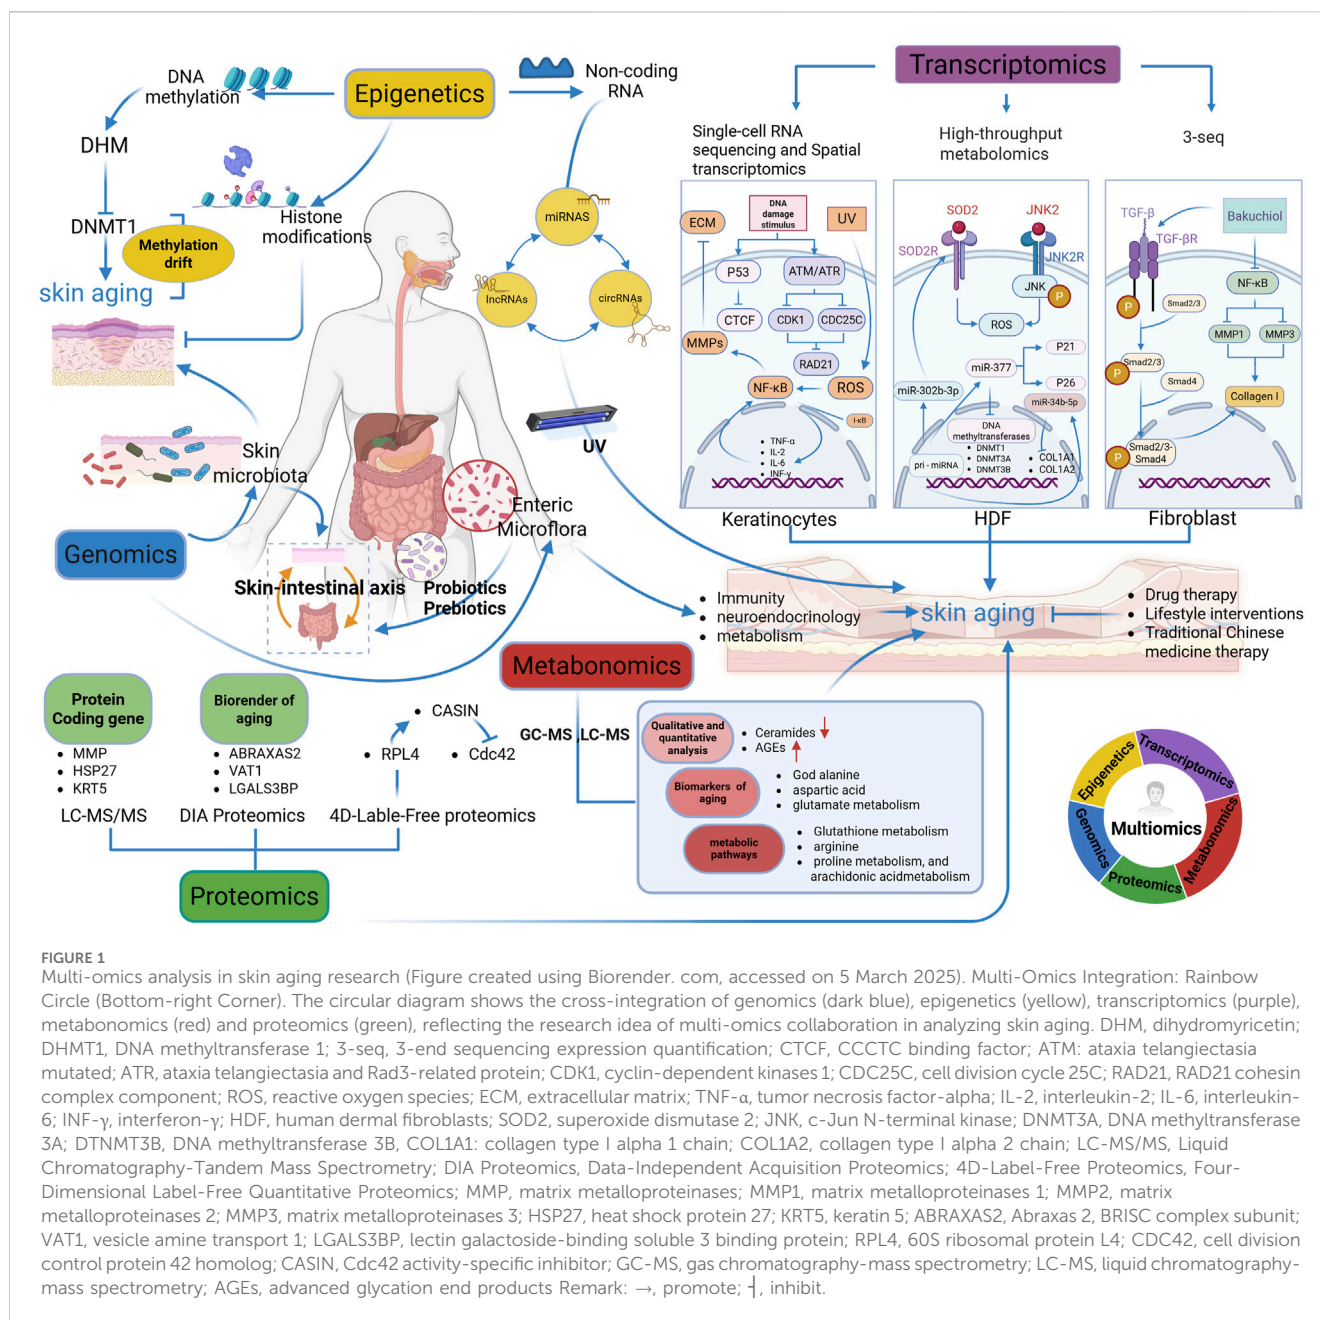 Epigenetics
DNA
methylation
Non-coding
RNA
DHM
DNMT1
Methylation
drift
Histone
modifications
skin aging
miRNAS
lncRNAs
circRNAs
UV
Skin
microbiota
Enteric
Microflora
Genomics
Skin-intestinal axis
Probiotics
Prebiotics
Transcriptomics
Single-cell RNA
sequencing and Spatial
transcriptomics
High-throughput
metabolomics
3-seq
ECM
DNA
damage
stimulus
UV
P53
ATM/ATR
CTCF
CDK1
CDC25C
MMPs
RAD21
NF-κB
ROS
I-κB
• TNF-α
• IL-2
• IL-6
• INF-γ
Keratinocytes
SOD2
JNK2
SOD2R
JNK2R
JNK
P
ROS
P21
miR-377
P26
miR-302b-3p
miR-34b-5p
DNA
methyltransferases
• DNMT1
• DNMT3A
• DNMT3B
• COL1A1
• COL1A2
pri - miRNA
HDF
TGF-β
Bakuchiol
TGF-βR
NF-κB
P
Smad2/3
MMP1
MMP3
P
Smad2/3
Smad4
Collagen I
P
Smad2/3-
Smad4
Fibroblast
• Immunity
• neuroendocrinology
• metabolism
skin aging
• Drug therapy
• Lifestyle interventions
• Traditional Chinese
medicine therapy
Protein
Coding gene
• MMP
• HSP27
• KRT5
LC-MS/MS
Biorender of
aging
• ABRAXAS2
• VAT1
• LGALS3BP
DIA Proteomics
• CASIN
• RPL4
• Cdc42
4D-Lable-Free proteomics
Proteomics
Metabonomics
GC-MS ,LC-MS
Qualitative and
quantitative
analysis
• Ceramides
• AGEs
Biomarkers of
aging
• God alanine
• aspartic acid
• glutamate metabolism
metabolic
pathways
• Glutathione metabolism
• arginine
• proline metabolism, and
arachidonic acidmetabolism
Epigenetics
Transcriptomics
Metabonomics
Proteomics
Genomics
Multiomics
FIGURE 1
Multi-omics analysis in skin aging research (Figure created using Biorender. com, accessed on 5 March 2025). Multi-Omics Integration: Rainbow
Circle (Bottom-right Corner). The circular diagram shows the cross-integration of genomics (dark blue), epigenetics (yellow), transcriptomics (purple),
metabonomics (red) and proteomics (green), reflecting the research idea of multi-omics collaboration in analyzing skin aging. DHM, dihydromyricetin;
DHMT1, DNA methyltransferase 1; 3-seq, 3-end sequencing expression quantification; CTCF, CCCTC binding factor; ATM: ataxia telangiectasia
mutated; ATR, ataxia telangiectasia and Rad3-related protein; CDK1, cyclin-dependent kinases 1; CDC25C, cell division cycle 25C; RAD21, RAD21 cohesin
complex component; ROS, reactive oxygen species; ECM, extracellular matrix; TNF-α, tumor necrosis factor-alpha; IL-2, interleukin-2; IL-6, interleukin-
6; INF-γ, interferon-γ; HDF, human dermal fibroblasts; SOD2, superoxide dismutase 2; JNK, c-Jun N-terminal kinase; DNMT3A, DNA methyltransferase
3A; DTNMT3B, DNA methyltransferase 3B, COL1A1: collagen type I alpha 1 chain; COL1A2, collagen type I alpha 2 chain; LC-MS/MS, Liquid
Chromatography-Tandem Mass Spectrometry; DIA Proteomics, Data-Independent Acquisition Proteomics; 4D-Label-Free Proteomics, Four-
Dimensional Label-Free Quantitative Proteomics; MMP, matrix metalloproteinases; MMP1, matrix metalloproteinases 1; MMP2, matrix
metalloproteinases 2; MMP3, matrix metalloproteinases 3; HSP27, heat shock protein 27; KRT5, keratin 5; ABRAXAS2, Abraxas 2, BRISC complex subunit;
VAT1, vesicle amine transport 1; LGALS3BP, lectin galactoside-binding soluble 3 binding protein; RPL4, 60S ribosomal protein L4; CDC42, cell division
control protein 42 homolog; CASIN, Cdc42 activity-specific inhibitor; GC-MS, gas chromatography-mass spectrometry; LC-MS, liquid chromatography-
mass spectrometry; AGEs, advanced glycation end products Remark: →, promote; ┤, inhibit.